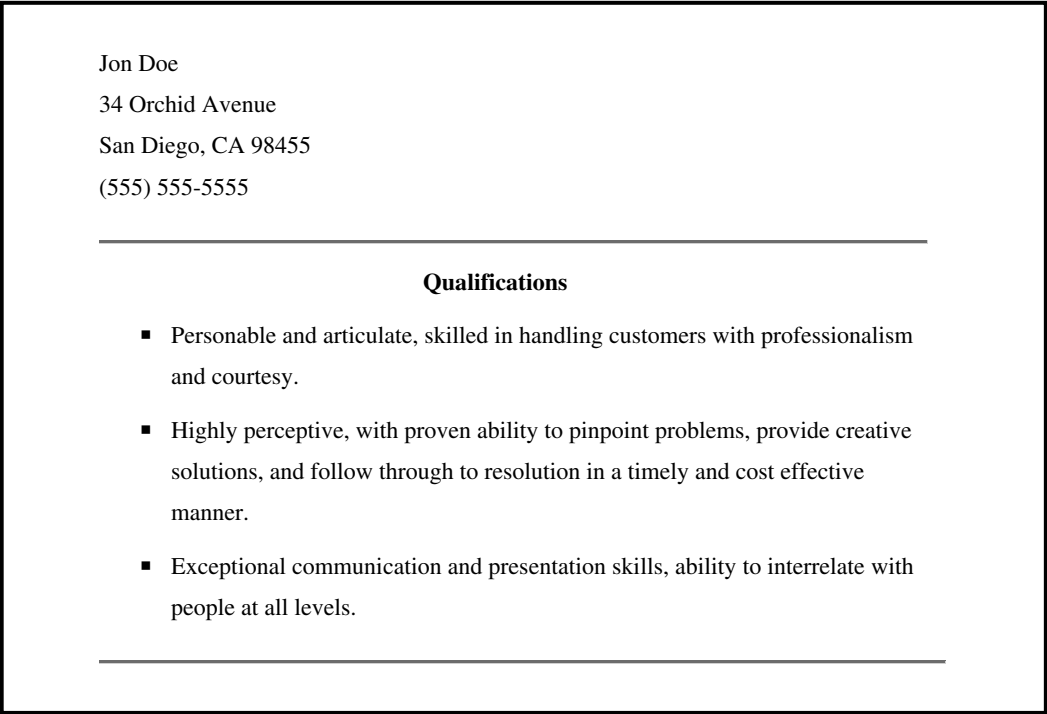 Jon Doe
34 Orchid Avenue
San Diego, CA 98455
(555) 555-5555
Qualifications
▪ Personable and articulate, skilled in handling customers with professionalism
and courtesy.
▪ Highly perceptive, with proven ability to pinpoint problems, provide creative
solutions, and follow through to resolution in a timely and cost effective
manner.
▪ Exceptional communication and presentation skills, ability to interrelate with
people at all levels.